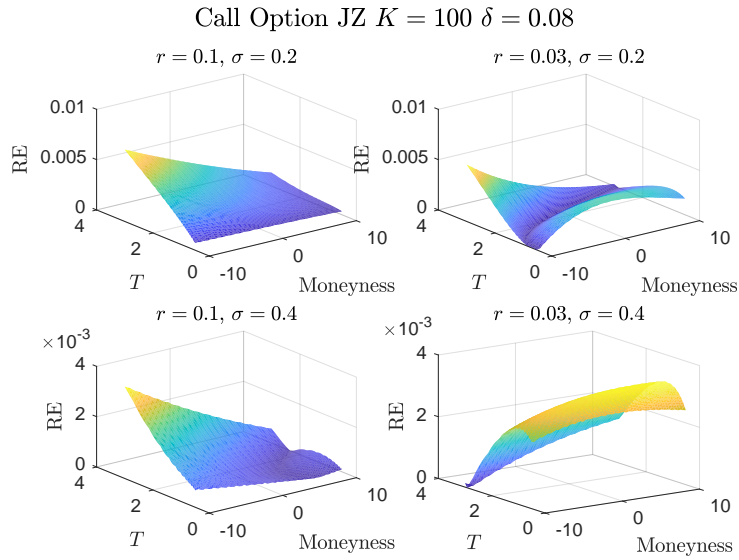 Call Option JZ K = 100 δ = 0.08
r = 0.1, σ = 0.2
0.01
0.005
0
RE
4
2
0
T
-10
0
10
Moneyness
r = 0.03, σ = 0.2
0.01
0.005
0
RE
4
2
0
T
-10
0
10
Moneyness
r = 0.1, σ = 0.4
×10⁻³
4
2
0
RE
4
2
0
T
-10
0
10
Moneyness
r = 0.03, σ = 0.4
×10⁻³
4
2
0
RE
4
2
0
T
-10
0
10
Moneyness